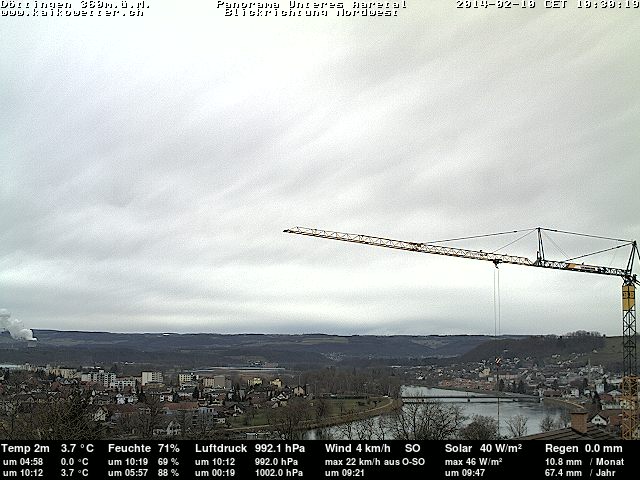 Döttingen 360m.ü.M. Panorama Unteres Aaretal 2014-02-10 CET 10:30:19
www.kaikowetter.ch Blickrichtung Nordwest
Temp 2m 3.7 °C Feuchte 71% Luftdruck 992.1 hPa Wind 4 km/h SO Solar 40 W/m² Regen 0.0 mm
um 04:58 0.0 °C um 10:19 69 % um 10:12 992.0 hPa max 22 km/h aus O-SO max 46 W/m² 10.8 mm / Monat
um 10:12 3.7 °C um 05:57 88 % um 00:19 1002.0 hPa um 09:21 um 09:47 67.4 mm / Jahr